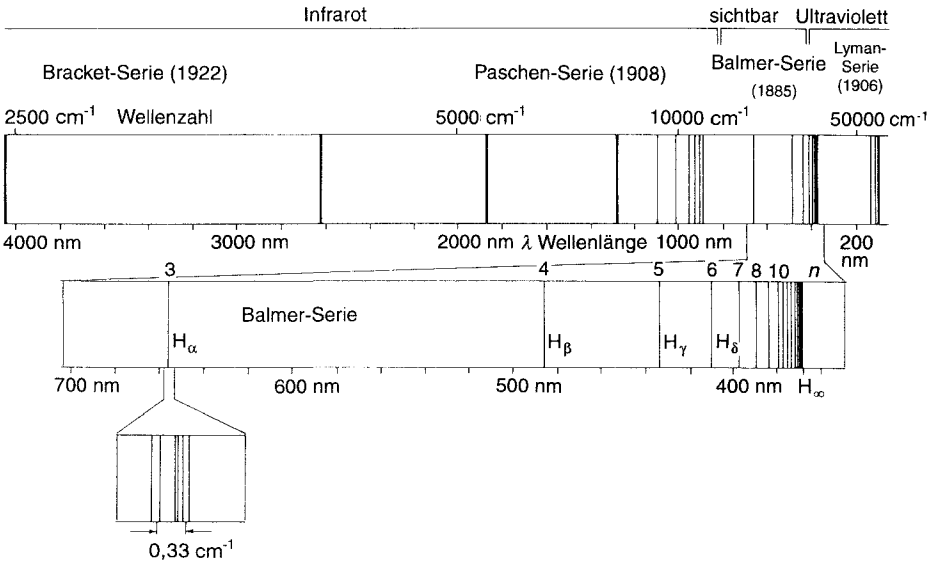 Infrarot sichtbar Ultraviolett
Bracket-Serie (1922) Paschen-Serie (1908) Balmer-Serie (1885) Lyman-Serie (1906)
2500 cm⁻¹ Wellenzahl 5000 cm⁻¹ 10000 cm⁻¹ 50000 cm⁻¹
4000 nm 3000 nm 2000 nm λ Wellenlänge 1000 nm 200 nm
3 4 5 6 7 8 10 n
Balmer-Serie
Hα Hβ Hγ Hδ
700 nm 600 nm 500 nm 400 nm H∞
0,33 cm⁻¹